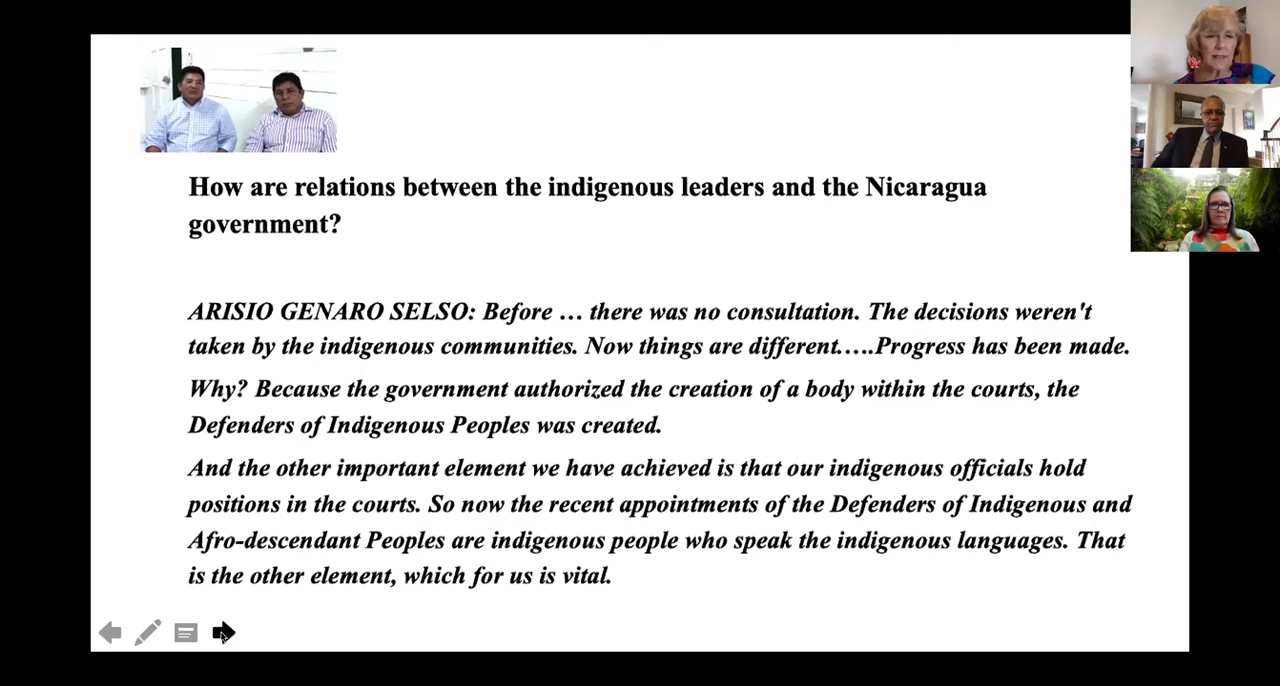 How are relations between the indigenous leaders and the Nicaragua
government?
ARISIO GENARO SELSO: Before … there was no consultation. The decisions weren't
taken by the indigenous communities. Now things are different.….Progress has been made.
Why? Because the government authorized the creation of a body within the courts, the
Defenders of Indigenous Peoples was created.
And the other important element we have achieved is that our indigenous officials hold
positions in the courts. So now the recent appointments of the Defenders of Indigenous and
Afro-descendant Peoples are indigenous people who speak the indigenous languages. That
is the other element, which for us is vital.